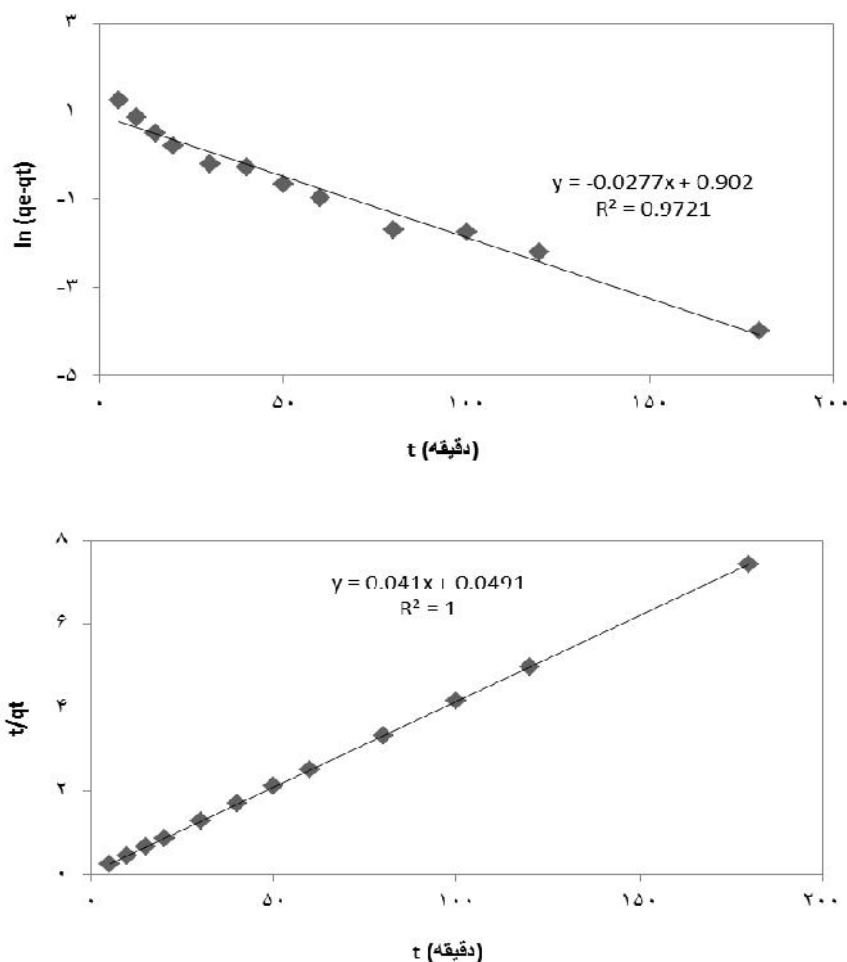 ۳
۱
-۱
-۳
-۵
ln (qe-qt)
y = -0.0277x + 0.902
R² = 0.9721
۰ ۵۰ ۱۰۰ ۱۵۰ ۲۰۰
t (دقیقه)
۸
۶
۴
۲
۰
t/qt
y = 0.041x + 0.0491
R² = 1
۰ ۵۰ ۱۰۰ ۱۵۰ ۲۰۰
t (دقیقه)